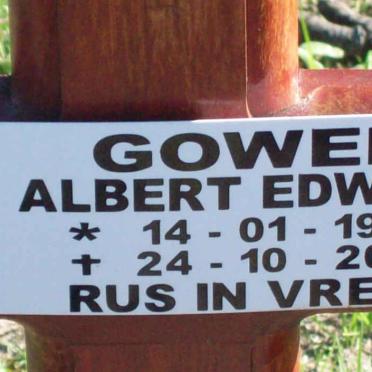 GOWE
ALBERT EDW
* 14 - 01 - 19
✝ 24 - 10 - 20
RUS IN VRE